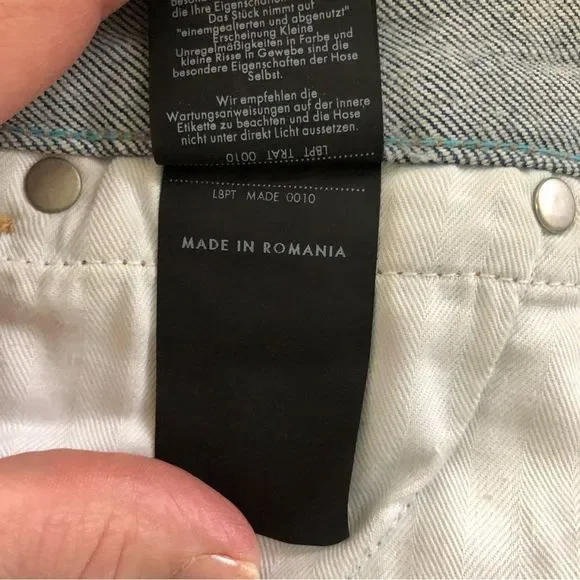 die Ihre Eigenscha
Das Stück nimmt auf
"einemgealterten und abgenutzt"
Erscheinung Kleine
Unregelmäßigkeiten in Farbe und
kleine Risse in Gewebe sind die
besondere Eigenschaften der Hose
Selbst.
Wir empfehlen die
Wartungsanweisungen auf der innere
Etikette zu beachten und die Hose
nicht unter direkt Licht aussetzen.
LBPT TRAT 0010
LBPT MADE 0010
MADE IN ROMANIA